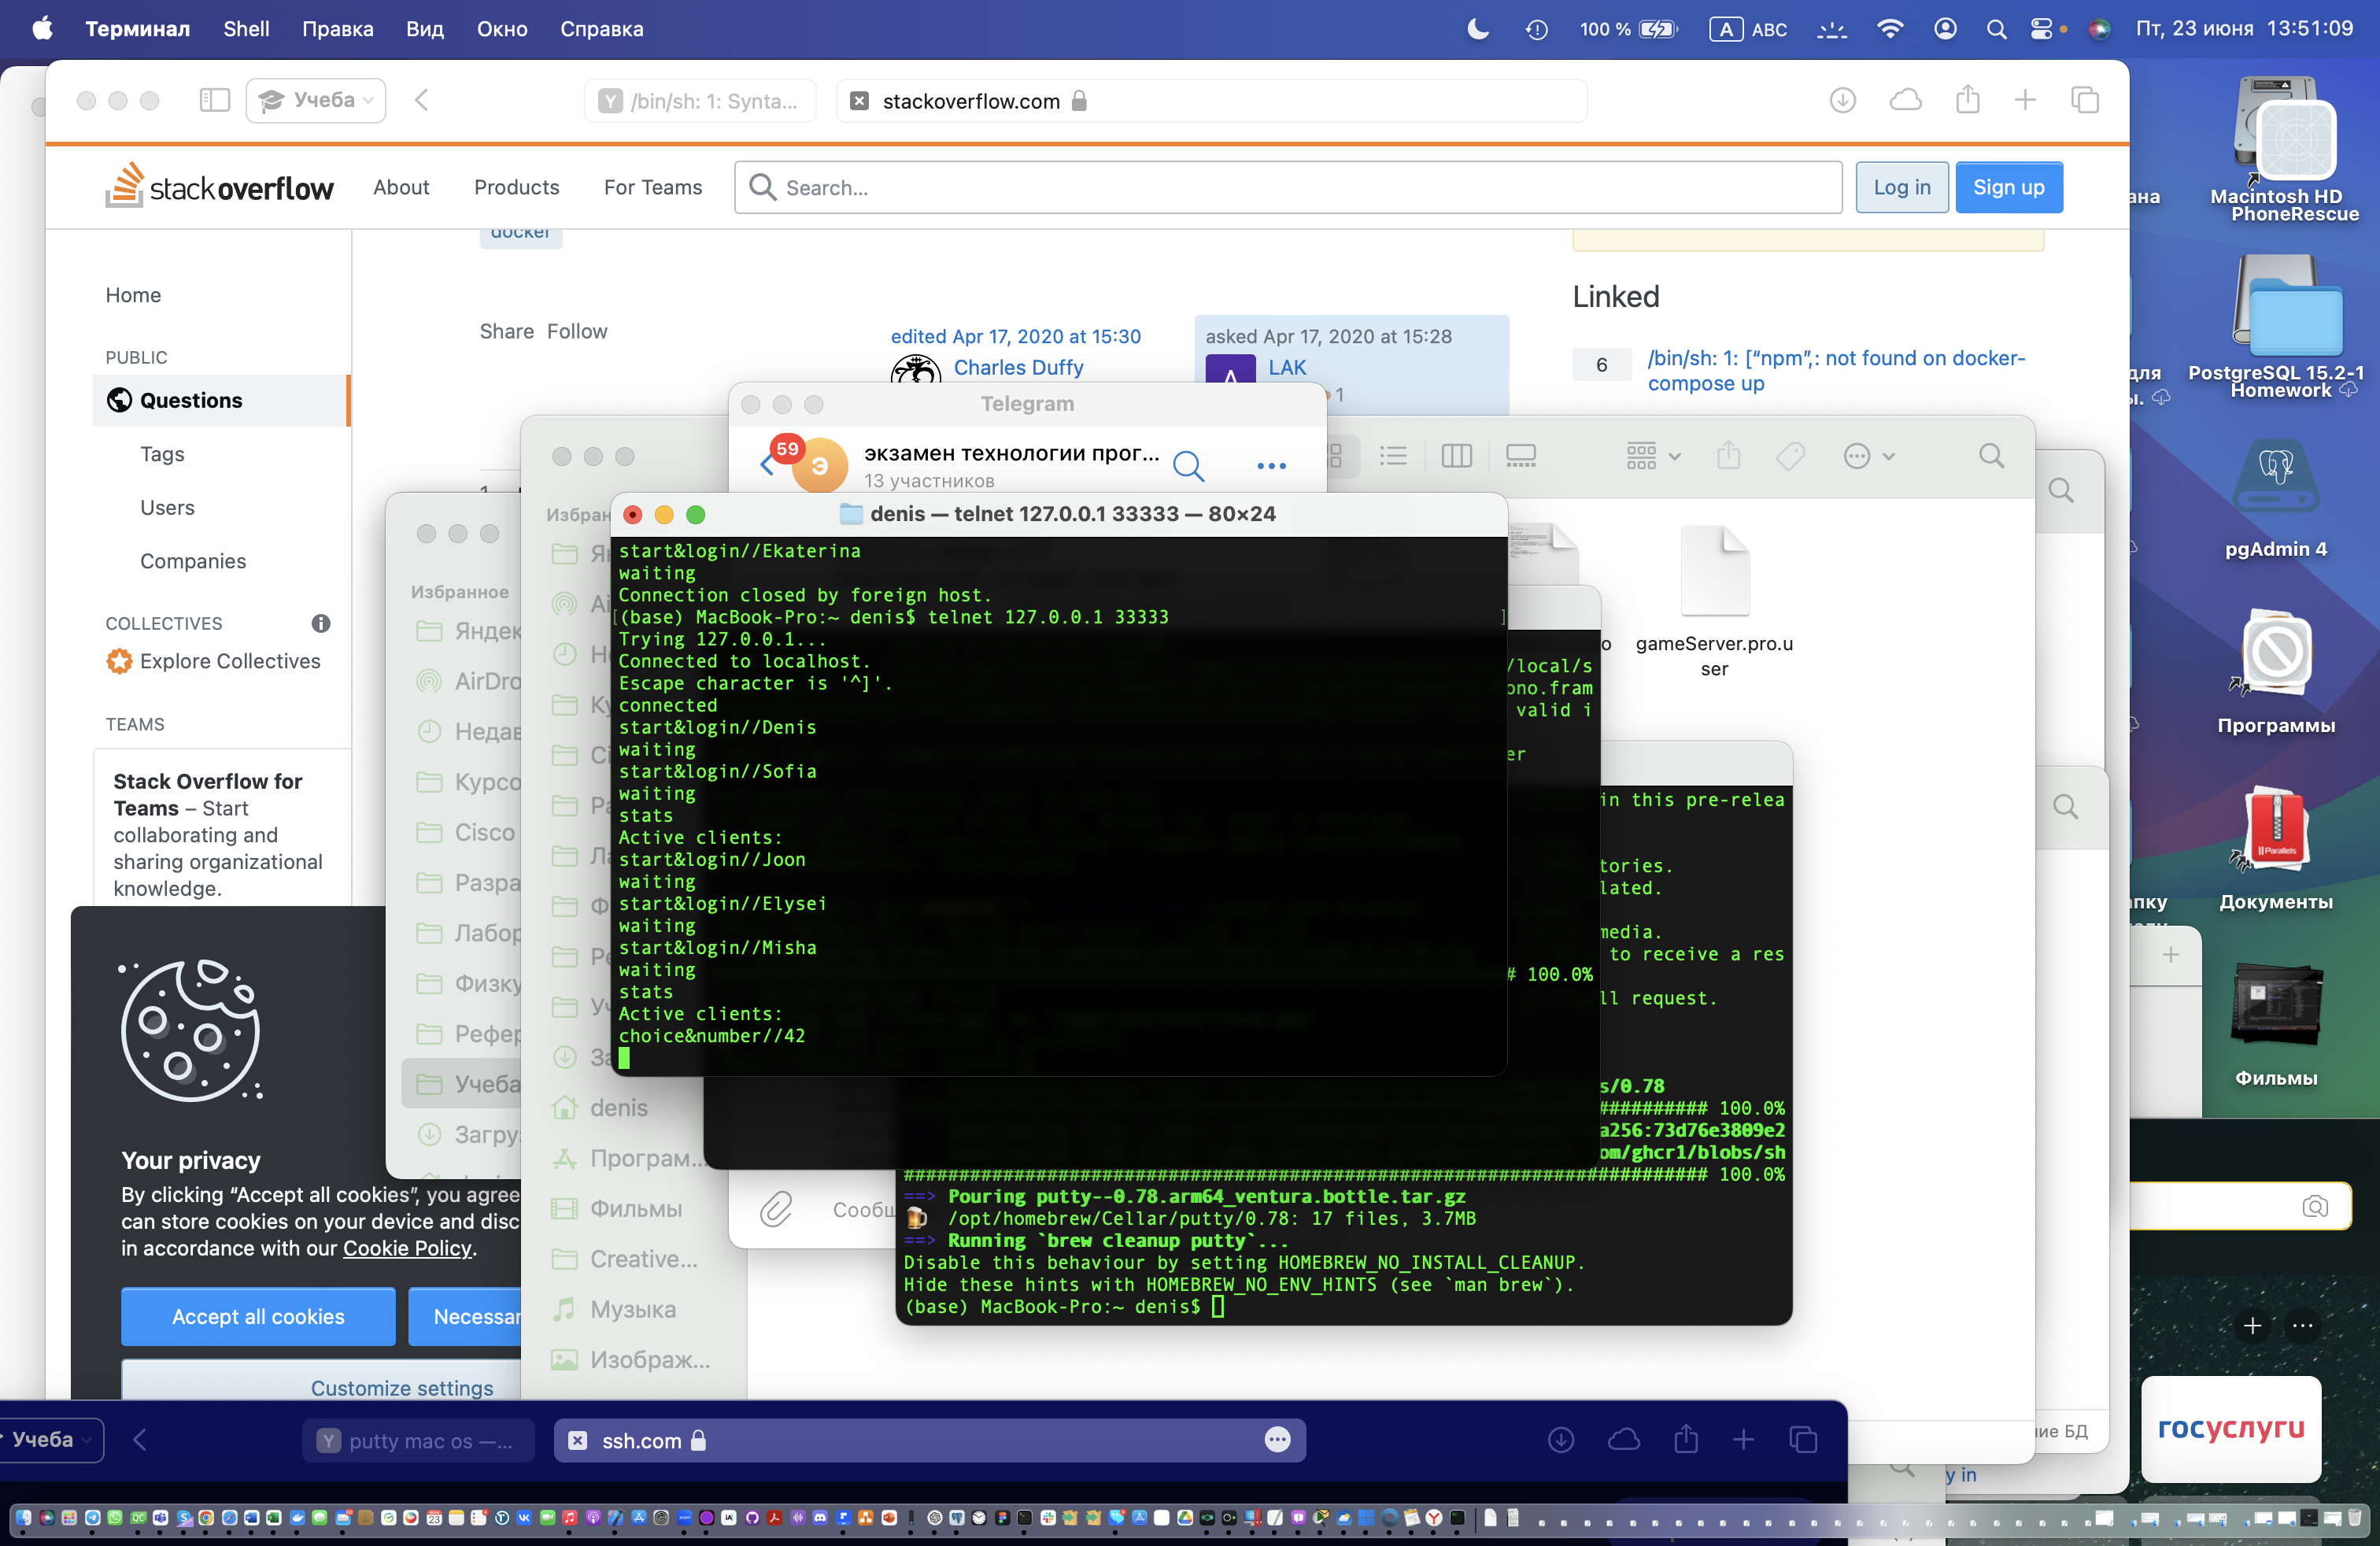 Терминал Shell Правка Вид Окно Справка
100 % A ABC Пт, 23 июня 13:51:09
Учеба
Y /bin/sh: 1: Synta...
stackoverflow.com
stackoverflow About Products For Teams
Search...
Log in Sign up
docker
Home
PUBLIC
Questions
Tags
Users
Companies
COLLECTIVES
Explore Collectives
TEAMS
Stack Overflow for
Teams – Start
collaborating and
sharing organizational
knowledge.
Share Follow
edited Apr 17, 2020 at 15:30
Charles Duffy
asked Apr 17, 2020 at 15:28
A LAK
1
Linked
6
/bin/sh: 1: [“npm”,: not found on docker-
compose up
Your privacy
By clicking “Accept all cookies”, you agree
can store cookies on your device and disc
in accordance with our Cookie Policy.
Accept all cookies
Necessar
Customize settings
Избранное
Яндек
AirDro
Недав
Курсо
Cisco
Разра
Лабор
Физку
Рефер
Учеба
Загру
Избран
denis
Програм...
Фильмы
Creative...
Музыка
Изображ...
Telegram
59
Э
экзамен технологии прог...
13 участников
Сообщ
denis — telnet 127.0.0.1 33333 — 80×24
start&login//Ekaterina
waiting
Connection closed by foreign host.
[(base) MacBook-Pro:~ denis$ telnet 127.0.0.1 33333 ]
Trying 127.0.0.1...
Connected to localhost.
Escape character is '^]'.
connected
start&login//Denis
waiting
start&login//Sofia
waiting
stats
Active clients:
start&login//Joon
waiting
start&login//Elysei
waiting
start&login//Misha
waiting
stats
Active clients:
choice&number//42
/local/s
ono.fram
valid i
er
# 100.0%
in this pre-relea
tories.
lated.
media.
to receive a res
ll request.
s/0.78
########## 100.0%
a256:73d76e3809e2
om/ghcr1/blobs/sh
######################################################################## 100.0%
==> Pouring putty--0.78.arm64_ventura.bottle.tar.gz
/opt/homebrew/Cellar/putty/0.78: 17 files, 3.7MB
==> Running `brew cleanup putty`...
Disable this behaviour by setting HOMEBREW_NO_INSTALL_CLEANUP.
Hide these hints with HOMEBREW_NO_ENV_HINTS (see `man brew`).
(base) MacBook-Pro:~ denis$
gameServer.pro.u
ser
Macintosh HD
PhoneRescue
PostgreSQL 15.2-1
Homework
pgAdmin 4
Программы
Parallels
Документы
Фильмы
госуслуги
ие БД
y in
Учеба
Y putty mac os —...
ssh.com